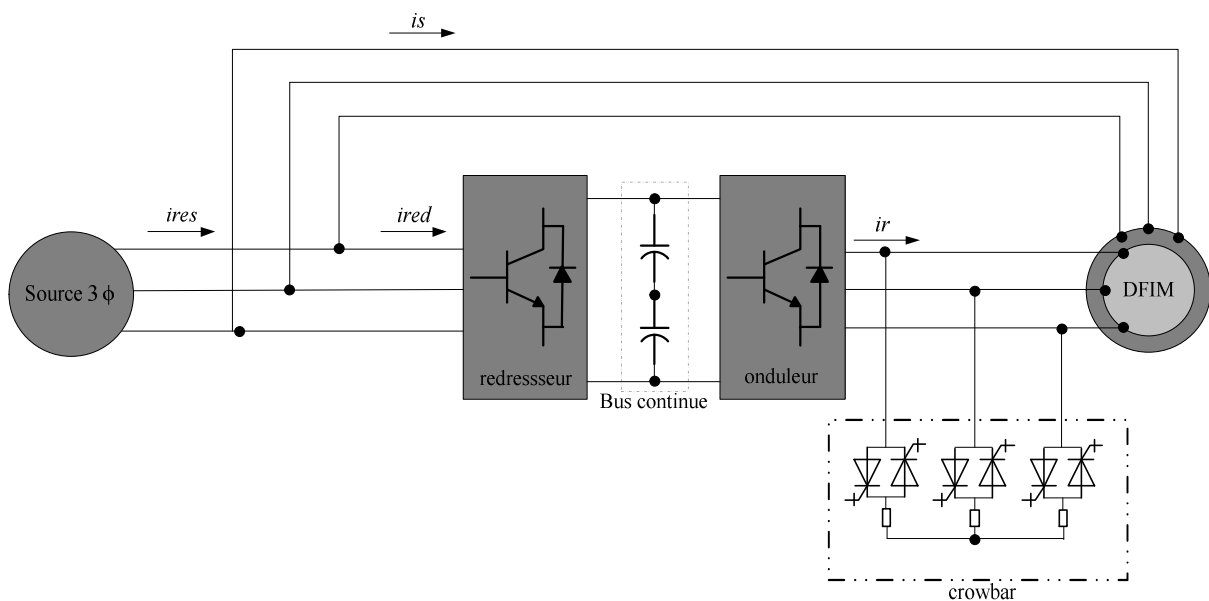 is
ires
ired
ir
Source 3 ϕ
DFIM
redressseur
onduleur
Bus continue
crowbar